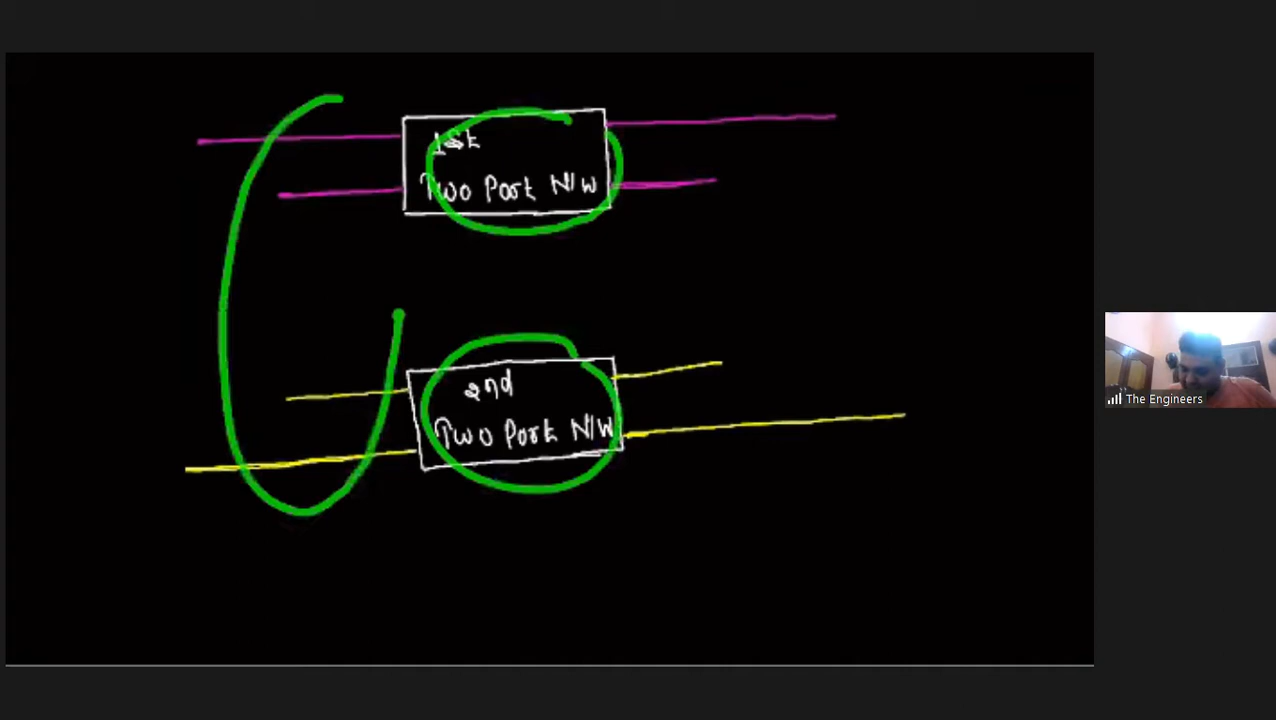 1st
Two Port N/W
2nd
Two Port N/W
The Engineers